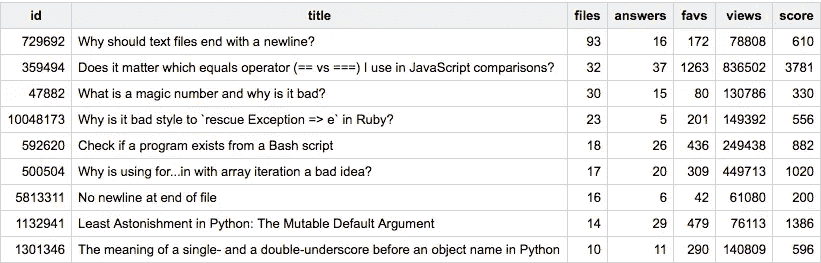 id title files answers favs views score
729692 Why should text files end with a newline? 93 16 172 78808 610
359494 Does it matter which equals operator (== vs ===) I use in JavaScript comparisons? 32 37 1263 836502 3781
47882 What is a magic number and why is it bad? 30 15 80 130786 330
10048173 Why is it bad style to `rescue Exception => e` in Ruby? 23 5 201 149392 556
592620 Check if a program exists from a Bash script 18 26 436 249438 882
500504 Why is using for...in with array iteration a bad idea? 17 20 309 449713 1020
5813311 No newline at end of file 16 6 42 61080 200
1132941 Least Astonishment in Python: The Mutable Default Argument 14 29 479 76113 1386
1301346 The meaning of a single- and a double-underscore before an object name in Python 10 11 290 140809 596